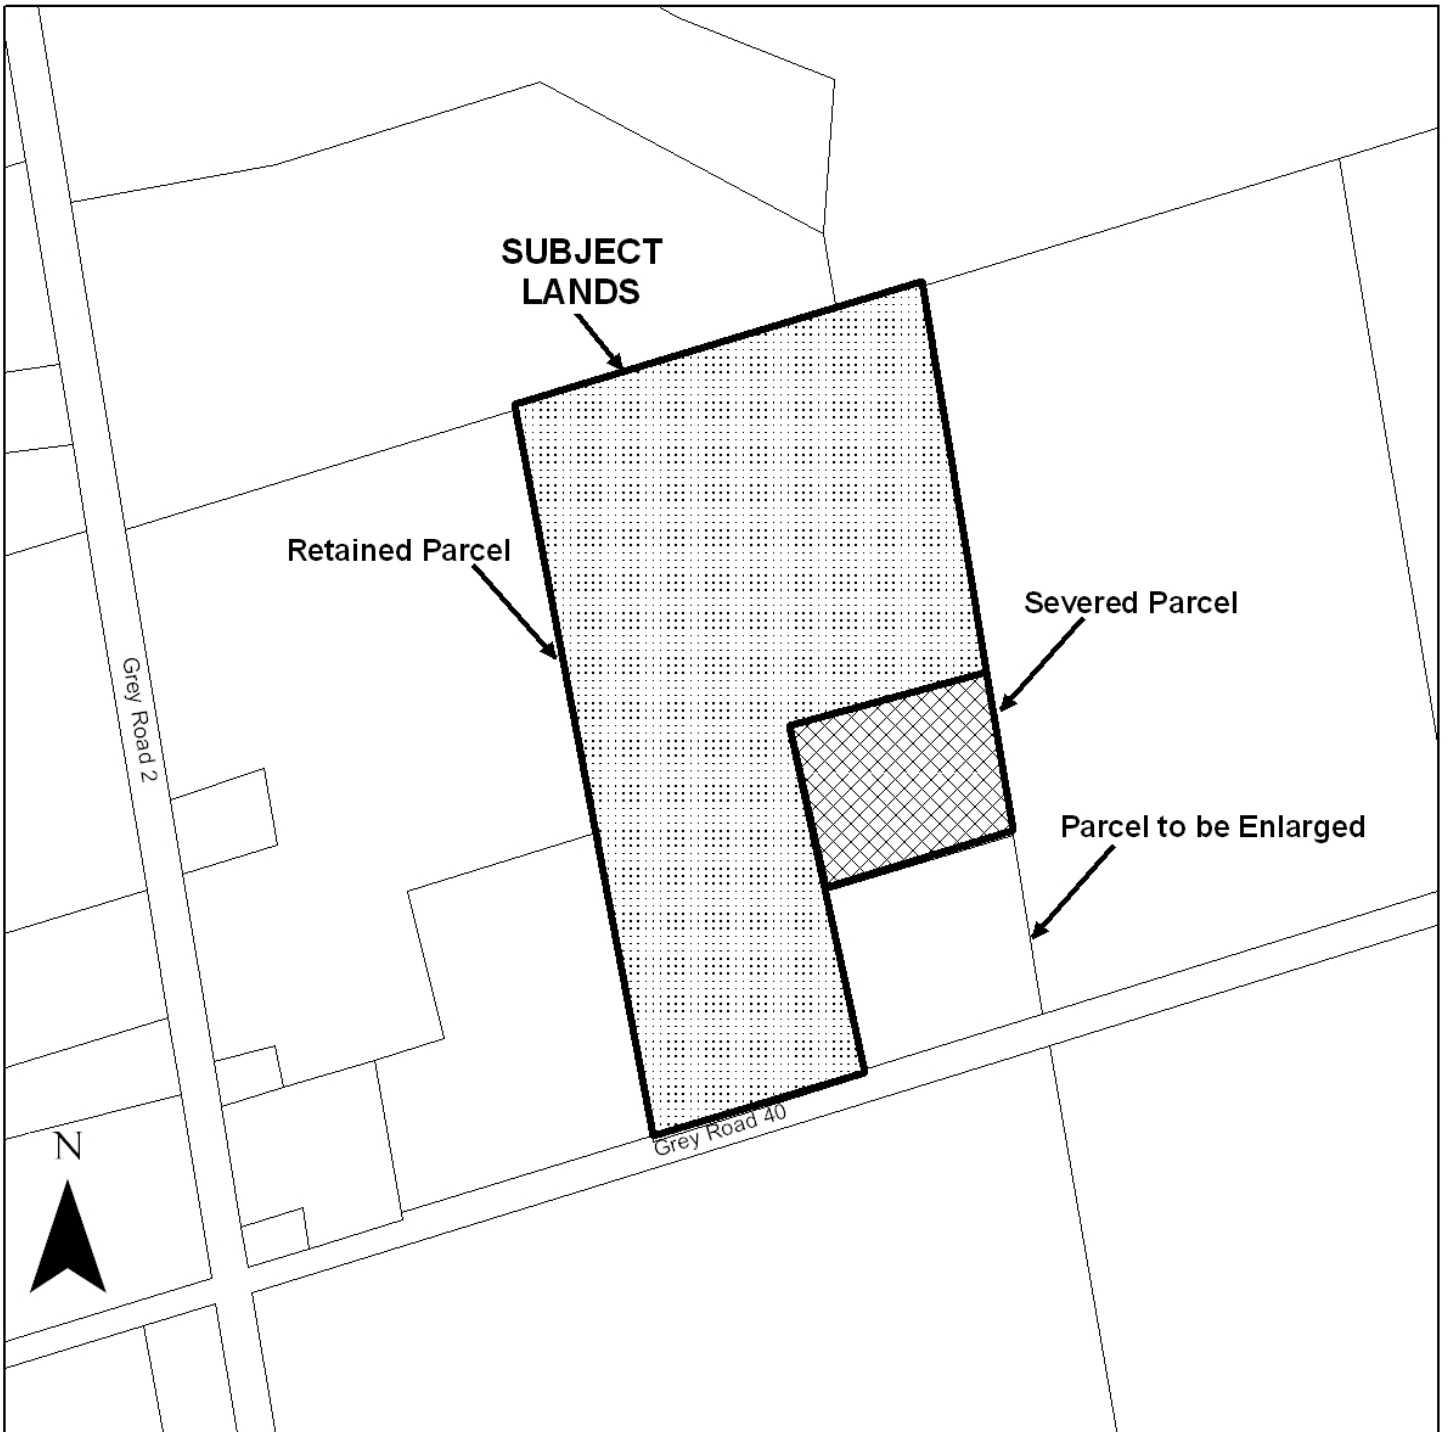 SUBJECT
LANDS
Retained Parcel
Severed Parcel
Grey Road 2
Parcel to be Enlarged
Grey Road 40
N